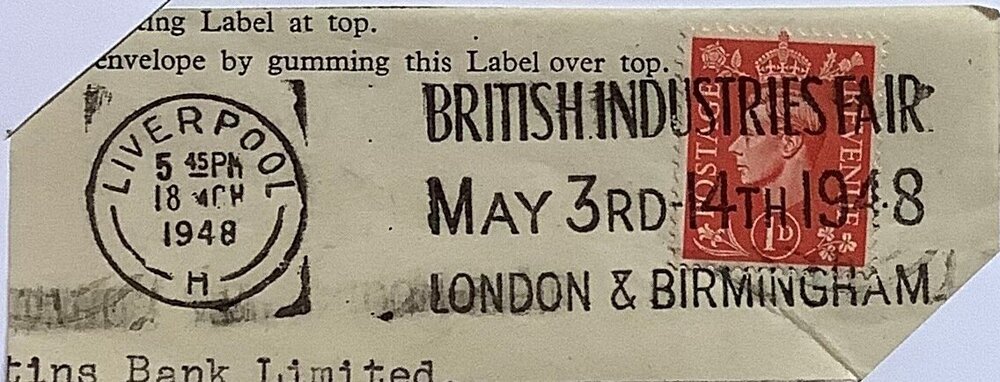 ting Label at top.
envelope by gumming this Label over top.
LIVERPOOL
5 45PM
18 MCH
1948
H
BRITISH INDUSTRIES FAIR
MAY 3RD-14TH 1948
LONDON & BIRMINGHAM
POSTAGE REVENUE
1D
tins Bank Limited.